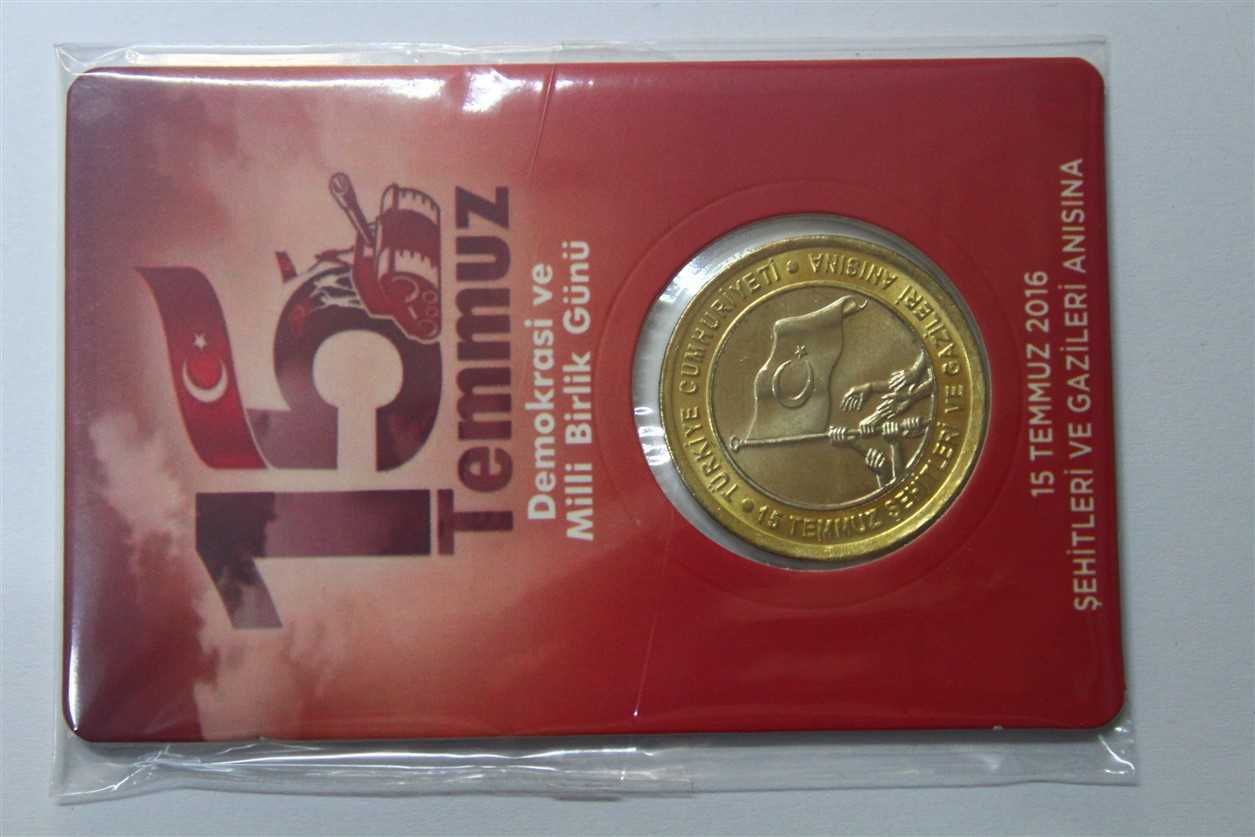 15
Temmuz
Demokrasi ve
Milli Birlik Günü
TÜRKİYE CUMHURİYETİ
15 TEMMUZ ŞEHİTLERİ VE GAZİLERİ ANISINA
15 TEMMUZ 2016
ŞEHİTLERİ VE GAZİLERİ ANISINA